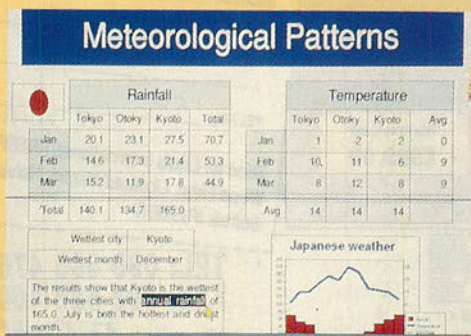 Meteorological Patterns
Rainfall
Tokyo Otoky Kyoto Total
Jan 20.1 23.1 27.5 70.7
Feb 14.6 17.3 21.4 53.3
Mar 15.2 11.9 17.8 44.9
Total 140.1 134.7 165.0
Temperature
Tokyo Otoky Kyoto Avg
Jan 1 2 2 0
Feb 10. 11 6 9
Mar 8 12 8 9
Avg 14 14 14
Wettest city Kyoto
Wettest month December
The results show that Kyoto is the wettest
of the three cities with annual rainfall of
165.0. July is both the hottest and driest
month.
Japanese weather